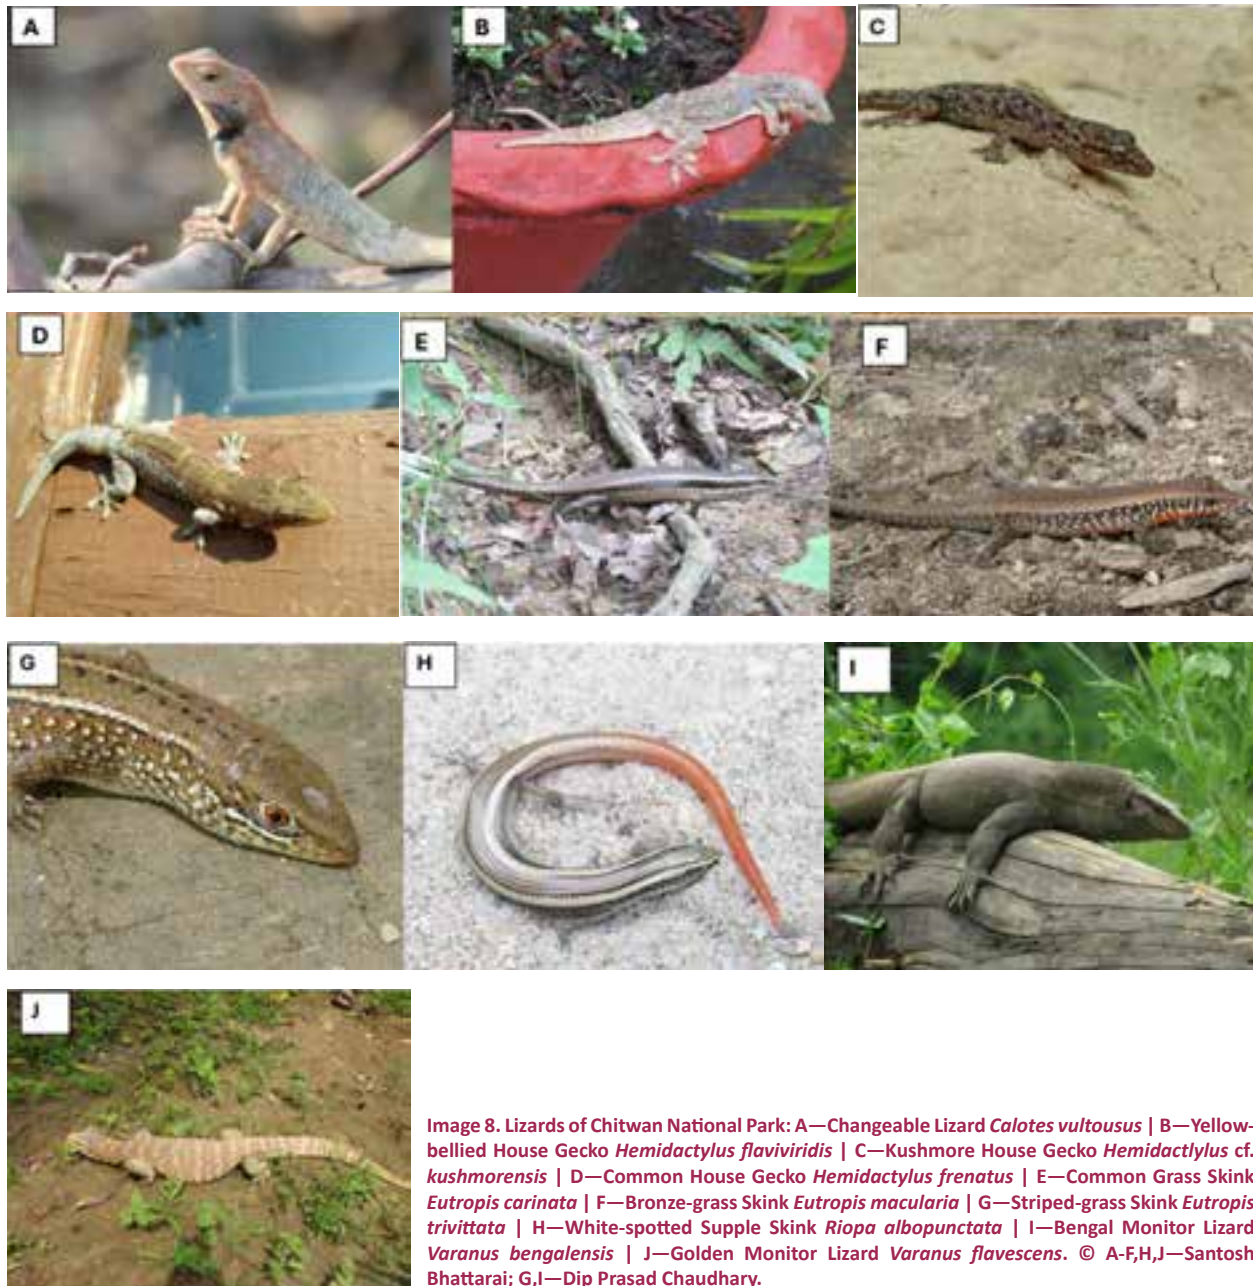 A
B
C
D
E
F
G
H
I
J
Image 8. Lizards of Chitwan National Park: A—Changeable Lizard Calotes vultousus | B—Yellow-
bellied House Gecko Hemidactylus flaviviridis | C—Kushmore House Gecko Hemidactlylus cf.
kushmorensis | D—Common House Gecko Hemidactylus frenatus | E—Common Grass Skink
Eutropis carinata | F—Bronze-grass Skink Eutropis macularia | G—Striped-grass Skink Eutropis
trivittata | H—White-spotted Supple Skink Riopa albopunctata | I—Bengal Monitor Lizard
Varanus bengalensis | J—Golden Monitor Lizard Varanus flavescens. © A-F,H,J—Santosh
Bhattarai; G,I—Dip Prasad Chaudhary.